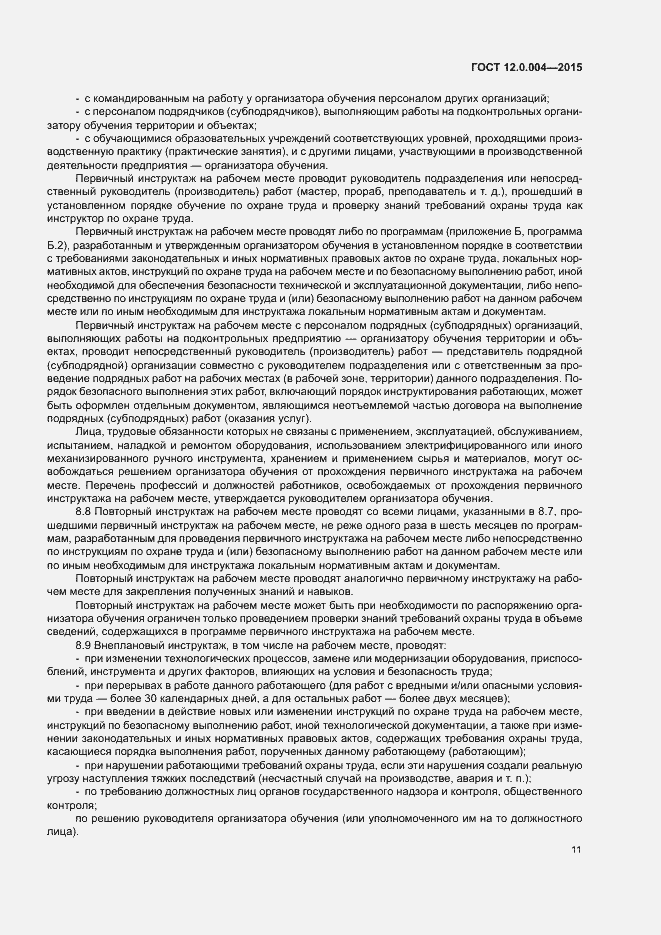 ГОСТ 12.0.004—2015
- с командированным на работу у организатора обучения персоналом других организаций;
- с персоналом подрядчиков (субподрядчиков), выполняющим работы на подконтрольных органи-
затору обучения территории и объектах;
- с обучающимися образовательных учреждений соответствующих уровней, проходящими произ-
водственную практику (практические занятия), и с другими лицами, участвующими в производственной
деятельности предприятия — организатора обучения.
Первичный инструктаж на рабочем месте проводит руководитель подразделения или непосред-
ственный руководитель (производитель) работ (мастер, прораб, преподаватель и т. д.), прошедший в
установленном порядке обучение по охране труда и проверку знаний требований охраны труда как
инструктор по охране труда.
Первичный инструктаж на рабочем месте проводят либо по программам (приложение Б, программа
Б.2), разработанным и утвержденным организатором обучения в установленном порядке в соответствии
с требованиями законодательных и иных нормативных правовых актов по охране труда, локальных нор-
мативных актов, инструкций по охране труда на рабочем месте и по безопасному выполнению работ, иной
необходимой для обеспечения безопасности технической и эксплуатационной документации, либо непо-
средственно по инструкциям по охране труда и (или) безопасному выполнению работ на данном рабочем
месте или по иным необходимым для инструктажа локальным нормативным актам и документам.
Первичный инструктаж на рабочем месте с персоналом подрядных (субподрядных) организаций,
выполняющих работы на подконтрольных предприятию --- организатору обучения территории и объ-
ектах, проводит непосредственный руководитель (производитель) работ — представитель подрядной
(субподрядной) организации совместно с руководителем подразделения или с ответственным за про-
ведение подрядных работ на рабочих местах (в рабочей зоне, территории) данного подразделения. По-
рядок безопасного выполнения этих работ, включающий порядок инструктирования работающих, может
быть оформлен отдельным документом, являющимся неотъемлемой частью договора на выполнение
подрядных (субподрядных) работ (оказания услуг).
Лица, трудовые обязанности которых не связаны с применением, эксплуатацией, обслуживанием,
испытанием, наладкой и ремонтом оборудования, использованием электрифицированного или иного
механизированного ручного инструмента, хранением и применением сырья и материалов, могут ос-
вобождаться решением организатора обучения от прохождения первичного инструктажа на рабочем
месте. Перечень профессий и должностей работников, освобождаемых от прохождения первичного
инструктажа на рабочем месте, утверждается руководителем организатора обучения.
8.8 Повторный инструктаж на рабочем месте проводят со всеми лицами, указанными в 8.7, про-
шедшими первичный инструктаж на рабочем месте, не реже одного раза в шесть месяцев по програм-
мам, разработанным для проведения первичного инструктажа на рабочем месте либо непосредственно
по инструкциям по охране труда и (или) безопасному выполнению работ на данном рабочем месте или
по иным необходимым для инструктажа локальным нормативным актам и документам.
Повторный инструктаж на рабочем месте проводят аналогично первичному инструктажу на рабо-
чем месте для закрепления полученных знаний и навыков.
Повторный инструктаж на рабочем месте может быть при необходимости по распоряжению орга-
низатора обучения ограничен только проведением проверки знаний требований охраны труда в объеме
сведений, содержащихся в программе первичного инструктажа на рабочем месте.
8.9 Внеплановый инструктаж, в том числе на рабочем месте, проводят:
- при изменении технологических процессов, замене или модернизации оборудования, приспосо-
блений, инструмента и других факторов, влияющих на условия и безопасность труда;
- при перерывах в работе данного работающего (для работ с вредными и/или опасными условия-
ми труда — более 30 календарных дней, а для остальных работ — более двух месяцев);
- при введении в действие новых или изменении инструкций по охране труда на рабочем месте,
инструкций по безопасному выполнению работ, иной технологической документации, а также при изме-
нении законодательных и иных нормативных правовых актов, содержащих требования охраны труда,
касающиеся порядка выполнения работ, порученных данному работающему (работающим);
- при нарушении работающими требований охраны труда, если эти нарушения создали реальную
угрозу наступления тяжких последствий (несчастный случай на производстве, авария и т. п.);
- по требованию должностных лиц органов государственного надзора и контроля, общественного
контроля;
по решению руководителя организатора обучения (или уполномоченного им на то должностного
лица).
11